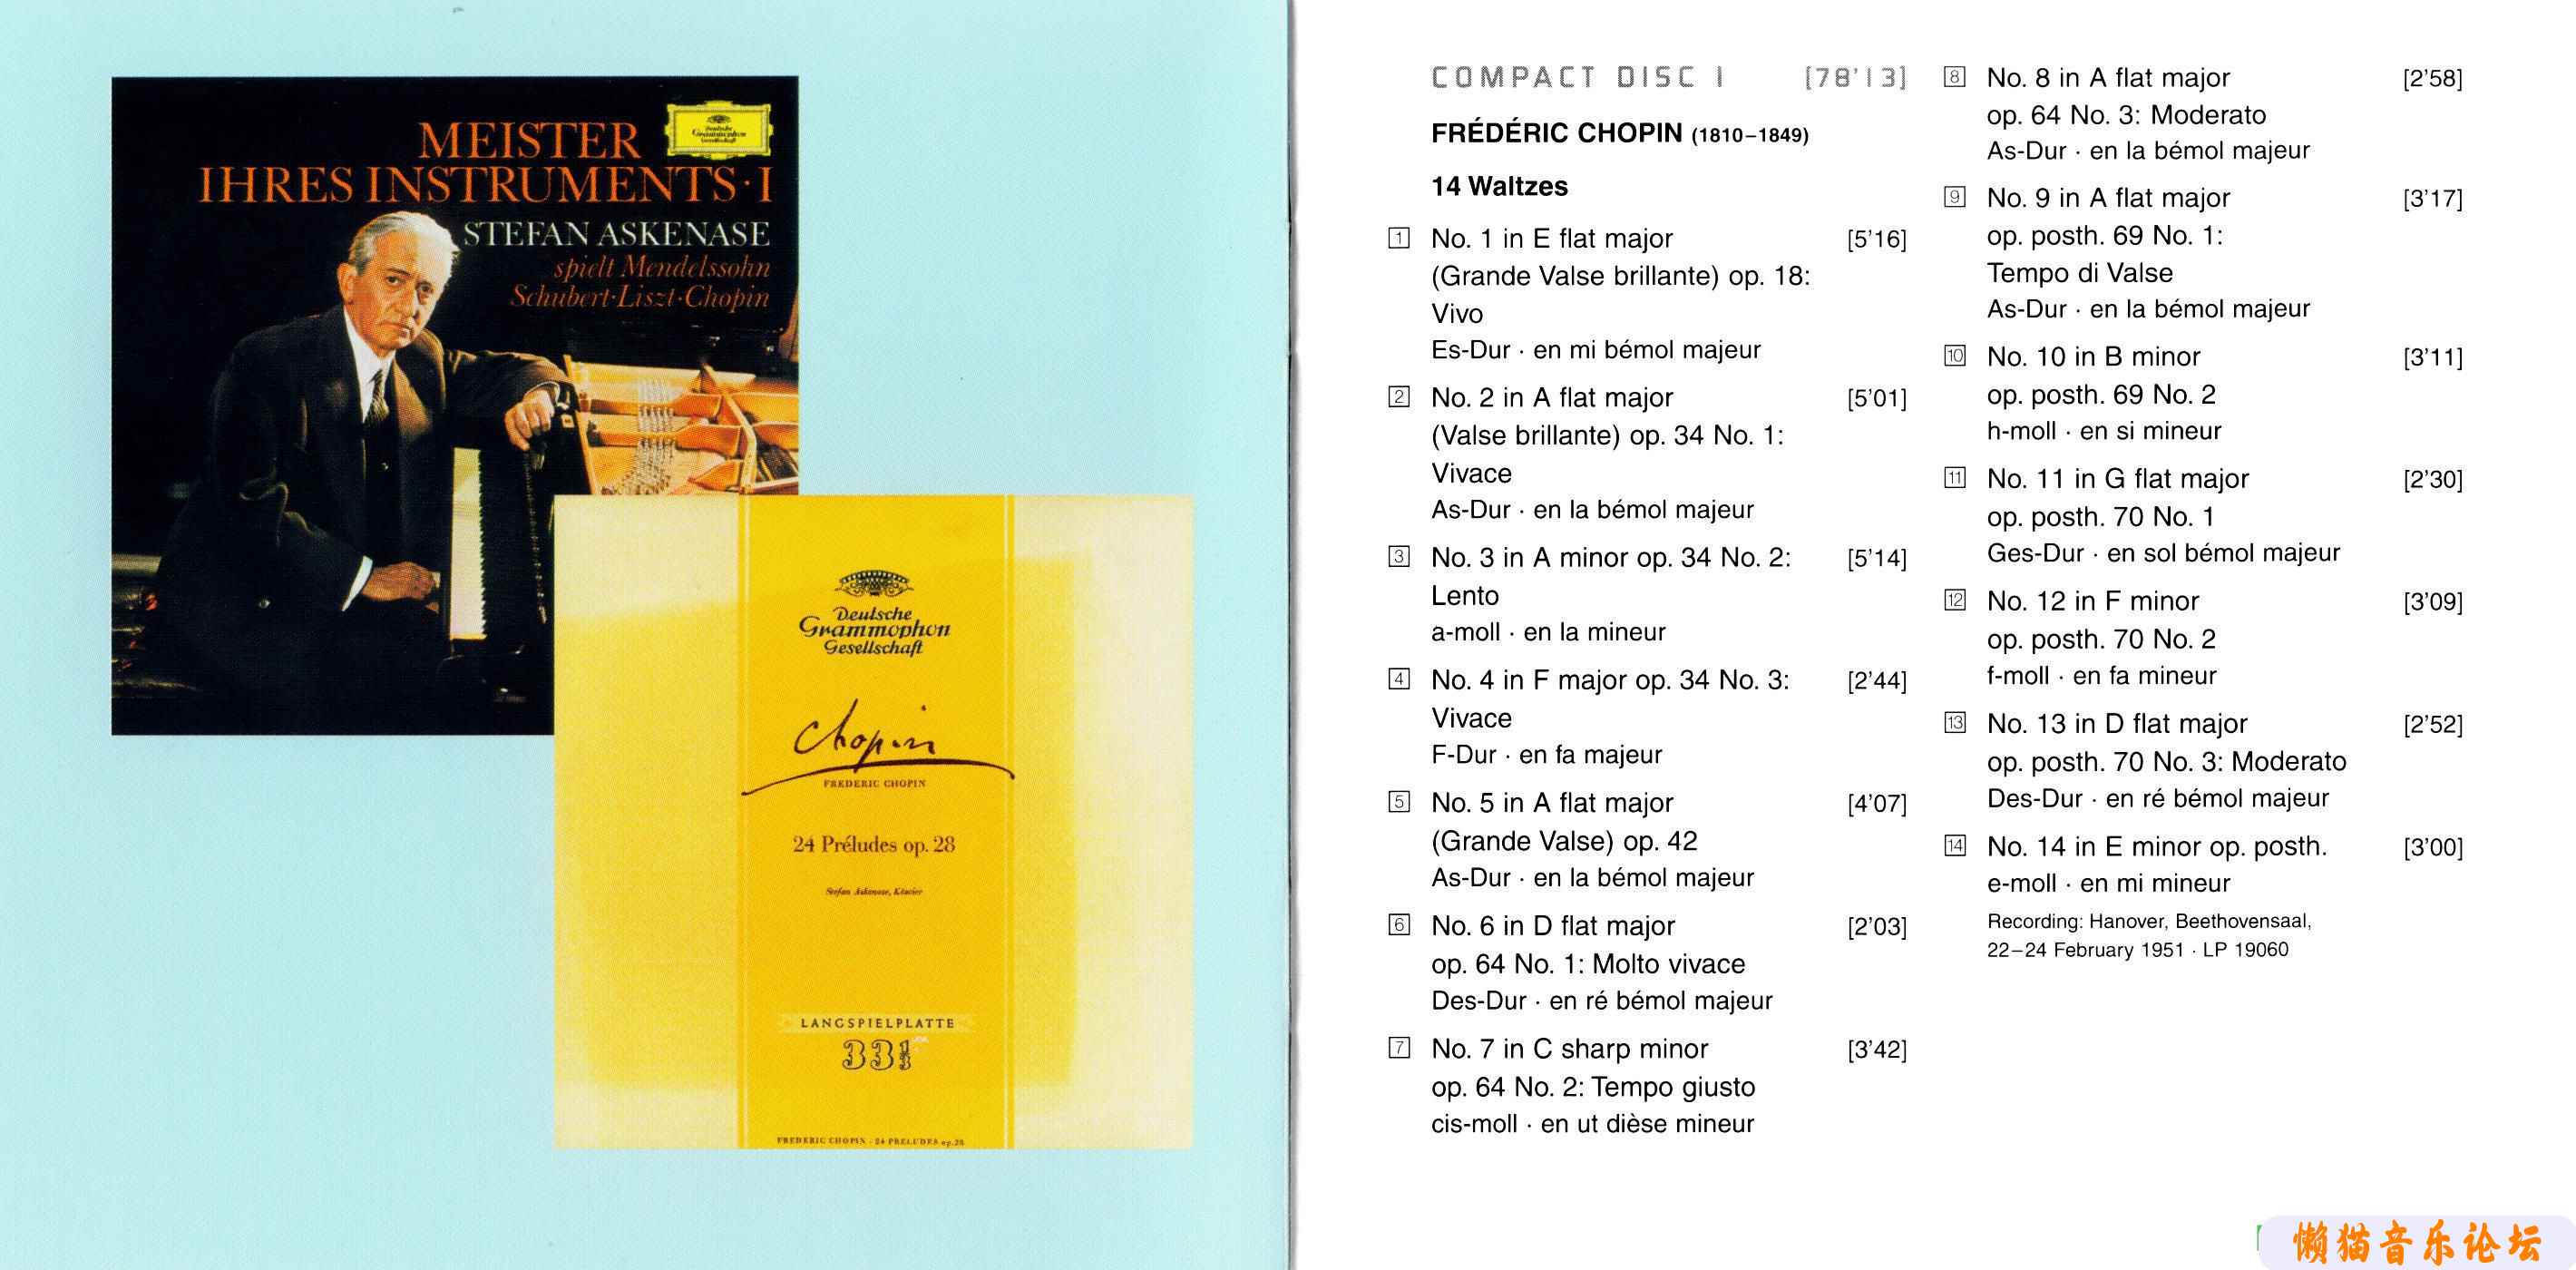 MEISTER
IHRES INSTRUMENTS·I
Deutsche
Grammophon
Gesellschaft
STEFAN ASKENASE
spielt Mendelssohn
Schubert·Liszt·Chopin
Deutsche
Grammophon
Gesellschaft
Chopin
FREDERIC CHOPIN
24 Préludes op. 28
Stefan Askenase, Klavier
LANGSPIELPLATTE
33⅓
FREDERIC CHOPIN · 24 PRELUDES op.28
COMPACT DISC 1 [78'13]
FRÉDÉRIC CHOPIN (1810–1849)
14 Waltzes
1 No. 1 in E flat major [5'16]
(Grande Valse brillante) op. 18:
Vivo
Es-Dur · en mi bémol majeur
2 No. 2 in A flat major [5'01]
(Valse brillante) op. 34 No. 1:
Vivace
As-Dur · en la bémol majeur
3 No. 3 in A minor op. 34 No. 2: [5'14]
Lento
a-moll · en la mineur
4 No. 4 in F major op. 34 No. 3: [2'44]
Vivace
F-Dur · en fa majeur
5 No. 5 in A flat major [4'07]
(Grande Valse) op. 42
As-Dur · en la bémol majeur
6 No. 6 in D flat major [2'03]
op. 64 No. 1: Molto vivace
Des-Dur · en ré bémol majeur
7 No. 7 in C sharp minor [3'42]
op. 64 No. 2: Tempo giusto
cis-moll · en ut dièse mineur
8 No. 8 in A flat major [2'58]
op. 64 No. 3: Moderato
As-Dur · en la bémol majeur
9 No. 9 in A flat major [3'17]
op. posth. 69 No. 1:
Tempo di Valse
As-Dur · en la bémol majeur
10 No. 10 in B minor [3'11]
op. posth. 69 No. 2
h-moll · en si mineur
11 No. 11 in G flat major [2'30]
op. posth. 70 No. 1
Ges-Dur · en sol bémol majeur
12 No. 12 in F minor [3'09]
op. posth. 70 No. 2
f-moll · en fa mineur
13 No. 13 in D flat major [2'52]
op. posth. 70 No. 3: Moderato
Des-Dur · en ré bémol majeur
14 No. 14 in E minor op. posth. [3'00]
e-moll · en mi mineur
Recording: Hanover, Beethovensaal,
22–24 February 1951 · LP 19060
懒猫音乐论坛